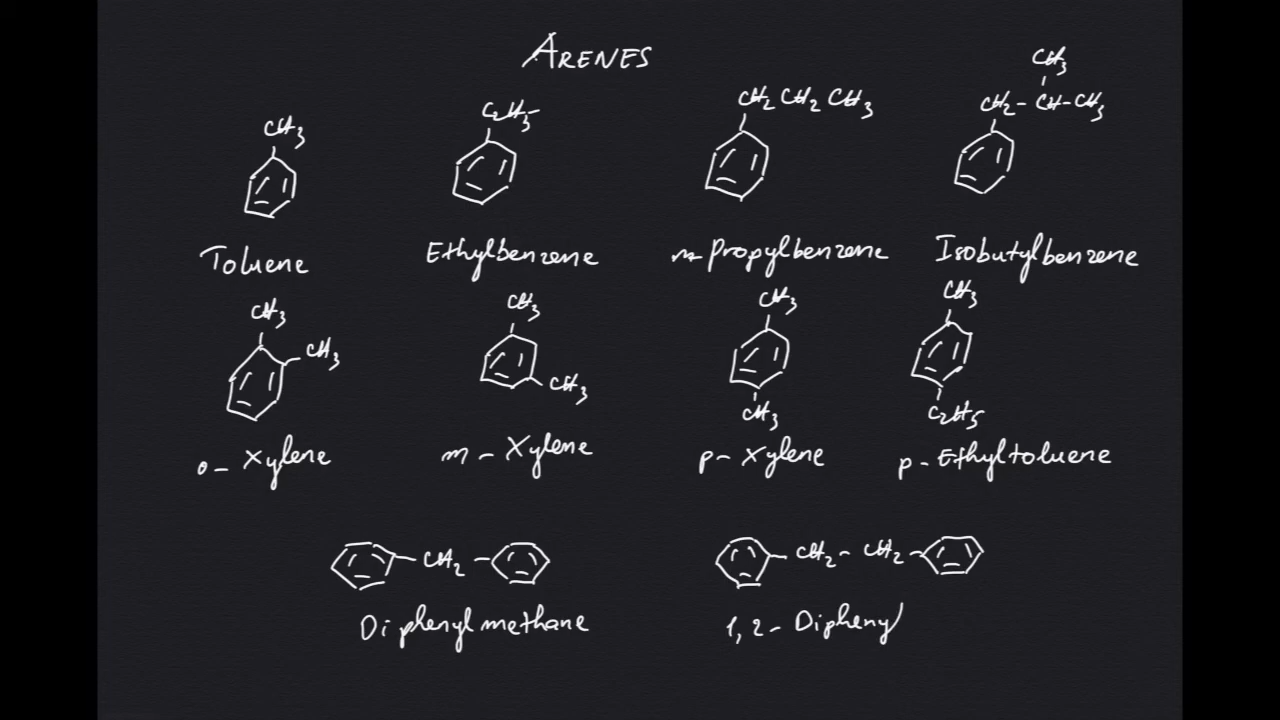 ARENES
CH3 C2H5 CH2 CH2 CH3 CH3
CH2-CH-CH3
Toluene Ethylbenzene n-Propylbenzene Isobutylbenzene
CH3 CH3 CH3 CH3
CH3 CH3 CH3 C2H5
o- Xylene m- Xylene p- Xylene p- Ethyltoluene
CH2 CH2- CH2
Diphenylmethane 1,2- Diphenyl